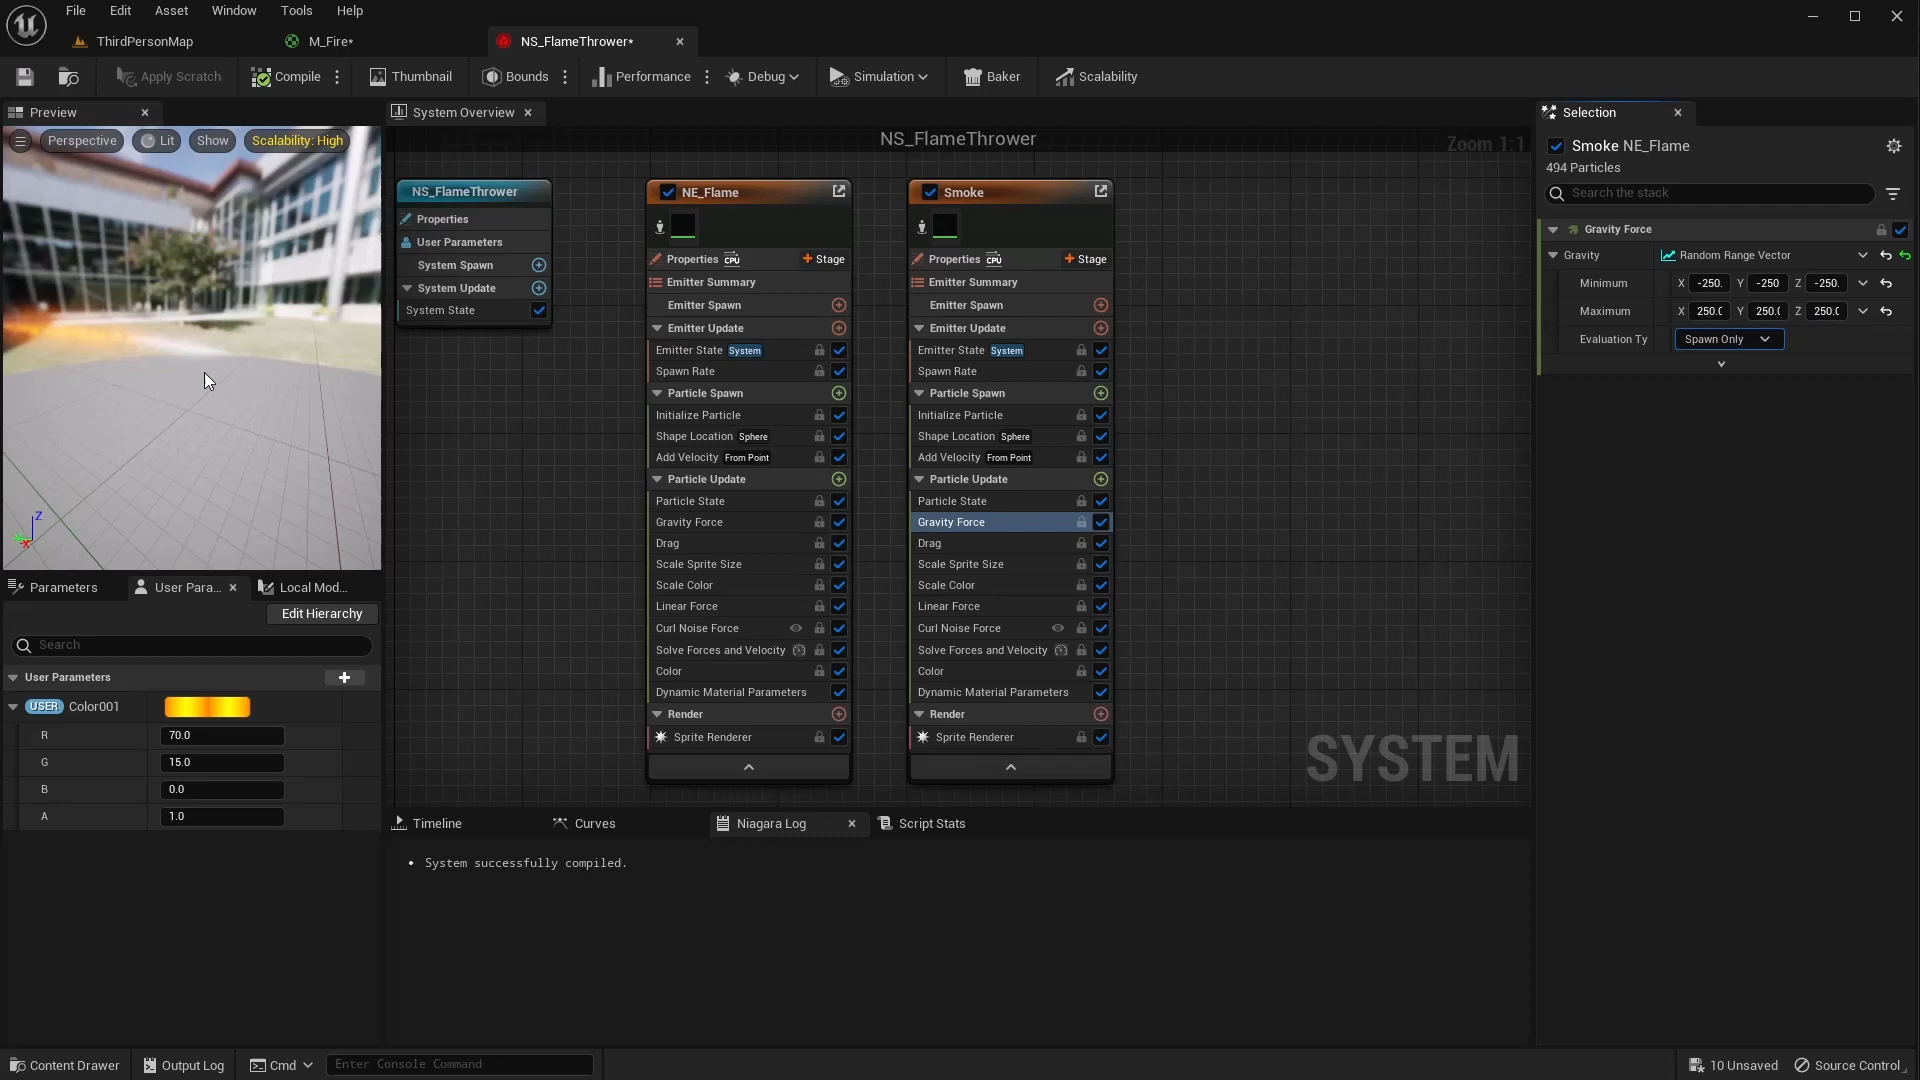 File Edit Asset Window Tools Help
ThirdPersonMap M_Fire* NS_FlameThrower*
Apply Scratch Compile Thumbnail Bounds Performance Debug Simulation Baker Scalability
Preview System Overview Selection
Perspective Lit Show Scalability: High
NS_FlameThrower Zoom 1:1
Smoke NE_Flame
494 Particles
Search the stack
Gravity Force
Gravity Random Range Vector
Minimum X -250. Y -250 Z -250.
Maximum X 250.0 Y 250.0 Z 250.0
Evaluation Ty Spawn Only
NS_FlameThrower
Properties
User Parameters
System Spawn
System Update
System State
NE_Flame
Properties CPU + Stage
Emitter Summary
Emitter Spawn
Emitter Update
Emitter State System
Spawn Rate
Particle Spawn
Initialize Particle
Shape Location Sphere
Add Velocity From Point
Particle Update
Particle State
Gravity Force
Drag
Scale Sprite Size
Scale Color
Linear Force
Curl Noise Force
Solve Forces and Velocity
Color
Dynamic Material Parameters
Render
Sprite Renderer
Smoke
Properties CPU + Stage
Emitter Summary
Emitter Spawn
Emitter Update
Emitter State System
Spawn Rate
Particle Spawn
Initialize Particle
Shape Location Sphere
Add Velocity From Point
Particle Update
Particle State
Gravity Force
Drag
Scale Sprite Size
Scale Color
Linear Force
Curl Noise Force
Solve Forces and Velocity
Color
Dynamic Material Parameters
Render
Sprite Renderer
SYSTEM
Z
X
Parameters User Para... Local Mod...
Edit Hierarchy
Search
User Parameters
USER Color001
R 70.0
G 15.0
B 0.0
A 1.0
Timeline Curves Niagara Log Script Stats
• System successfully compiled.
Content Drawer Output Log Cmd Enter Console Command 10 Unsaved Source Control